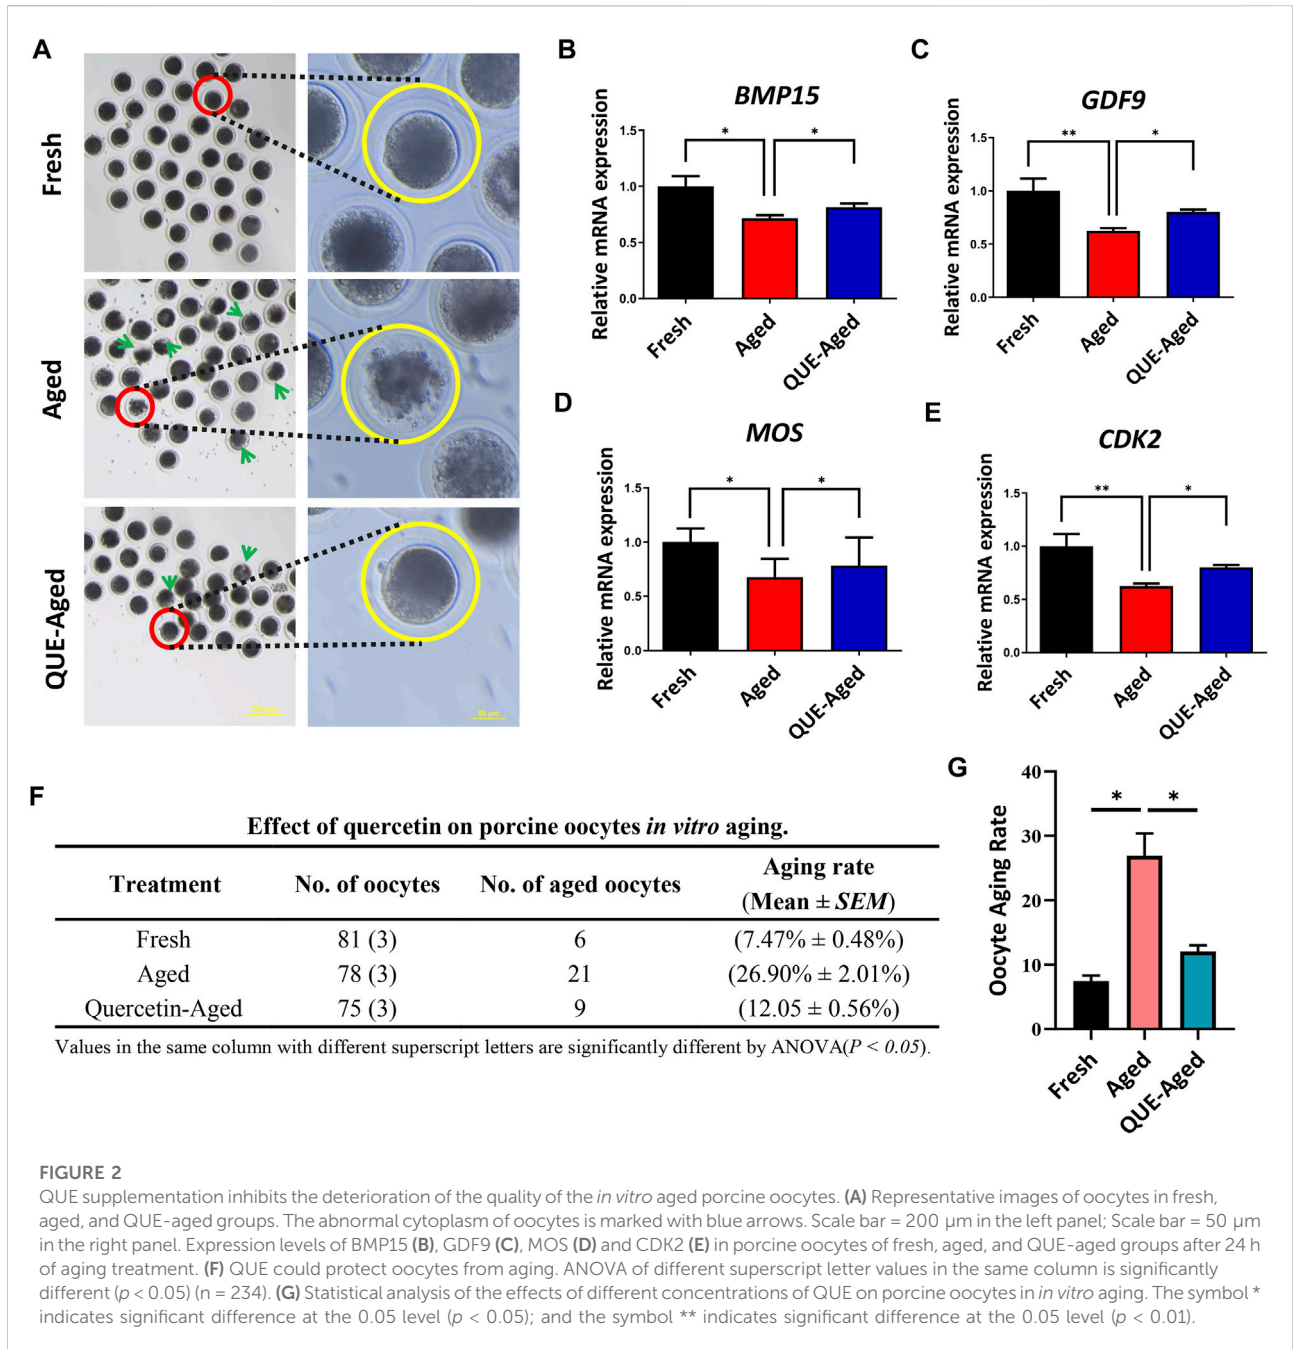 A
Fresh
Aged
QUE-Aged
200 µm
50 µm
B
BMP15
Relative mRNA expression
1.5
1.0
0.5
0.0
* *
Fresh
Aged
QUE-Aged
C
GDF9
Relative mRNA expression
1.5
1.0
0.5
0.0
** *
Fresh
Aged
QUE-Aged
D
MOS
Relative mRNA expression
1.5
1.0
0.5
0.0
* *
Fresh
Aged
QUE-Aged
E
CDK2
Relative mRNA expression
1.5
1.0
0.5
0.0
** *
Fresh
Aged
QUE-Aged
F
Effect of quercetin on porcine oocytes in vitro aging.
Treatment No. of oocytes No. of aged oocytes Aging rate (Mean ± SEM)
Fresh 81 (3) 6 (7.47% ± 0.48%)
Aged 78 (3) 21 (26.90% ± 2.01%)
Quercetin-Aged 75 (3) 9 (12.05 ± 0.56%)
Values in the same column with different superscript letters are significantly different by ANOVA(P < 0.05).
G
Oocyte Aging Rate
40
30
20
10
0
* *
Fresh
Aged
QUE-Aged
FIGURE 2
QUE supplementation inhibits the deterioration of the quality of the in vitro aged porcine oocytes. (A) Representative images of oocytes in fresh,
aged, and QUE-aged groups. The abnormal cytoplasm of oocytes is marked with blue arrows. Scale bar = 200 µm in the left panel; Scale bar = 50 µm
in the right panel. Expression levels of BMP15 (B), GDF9 (C), MOS (D) and CDK2 (E) in porcine oocytes of fresh, aged, and QUE-aged groups after 24 h
of aging treatment. (F) QUE could protect oocytes from aging. ANOVA of different superscript letter values in the same column is significantly
different (p < 0.05) (n = 234). (G) Statistical analysis of the effects of different concentrations of QUE on porcine oocytes in in vitro aging. The symbol *
indicates significant difference at the 0.05 level (p < 0.05); and the symbol ** indicates significant difference at the 0.05 level (p < 0.01).